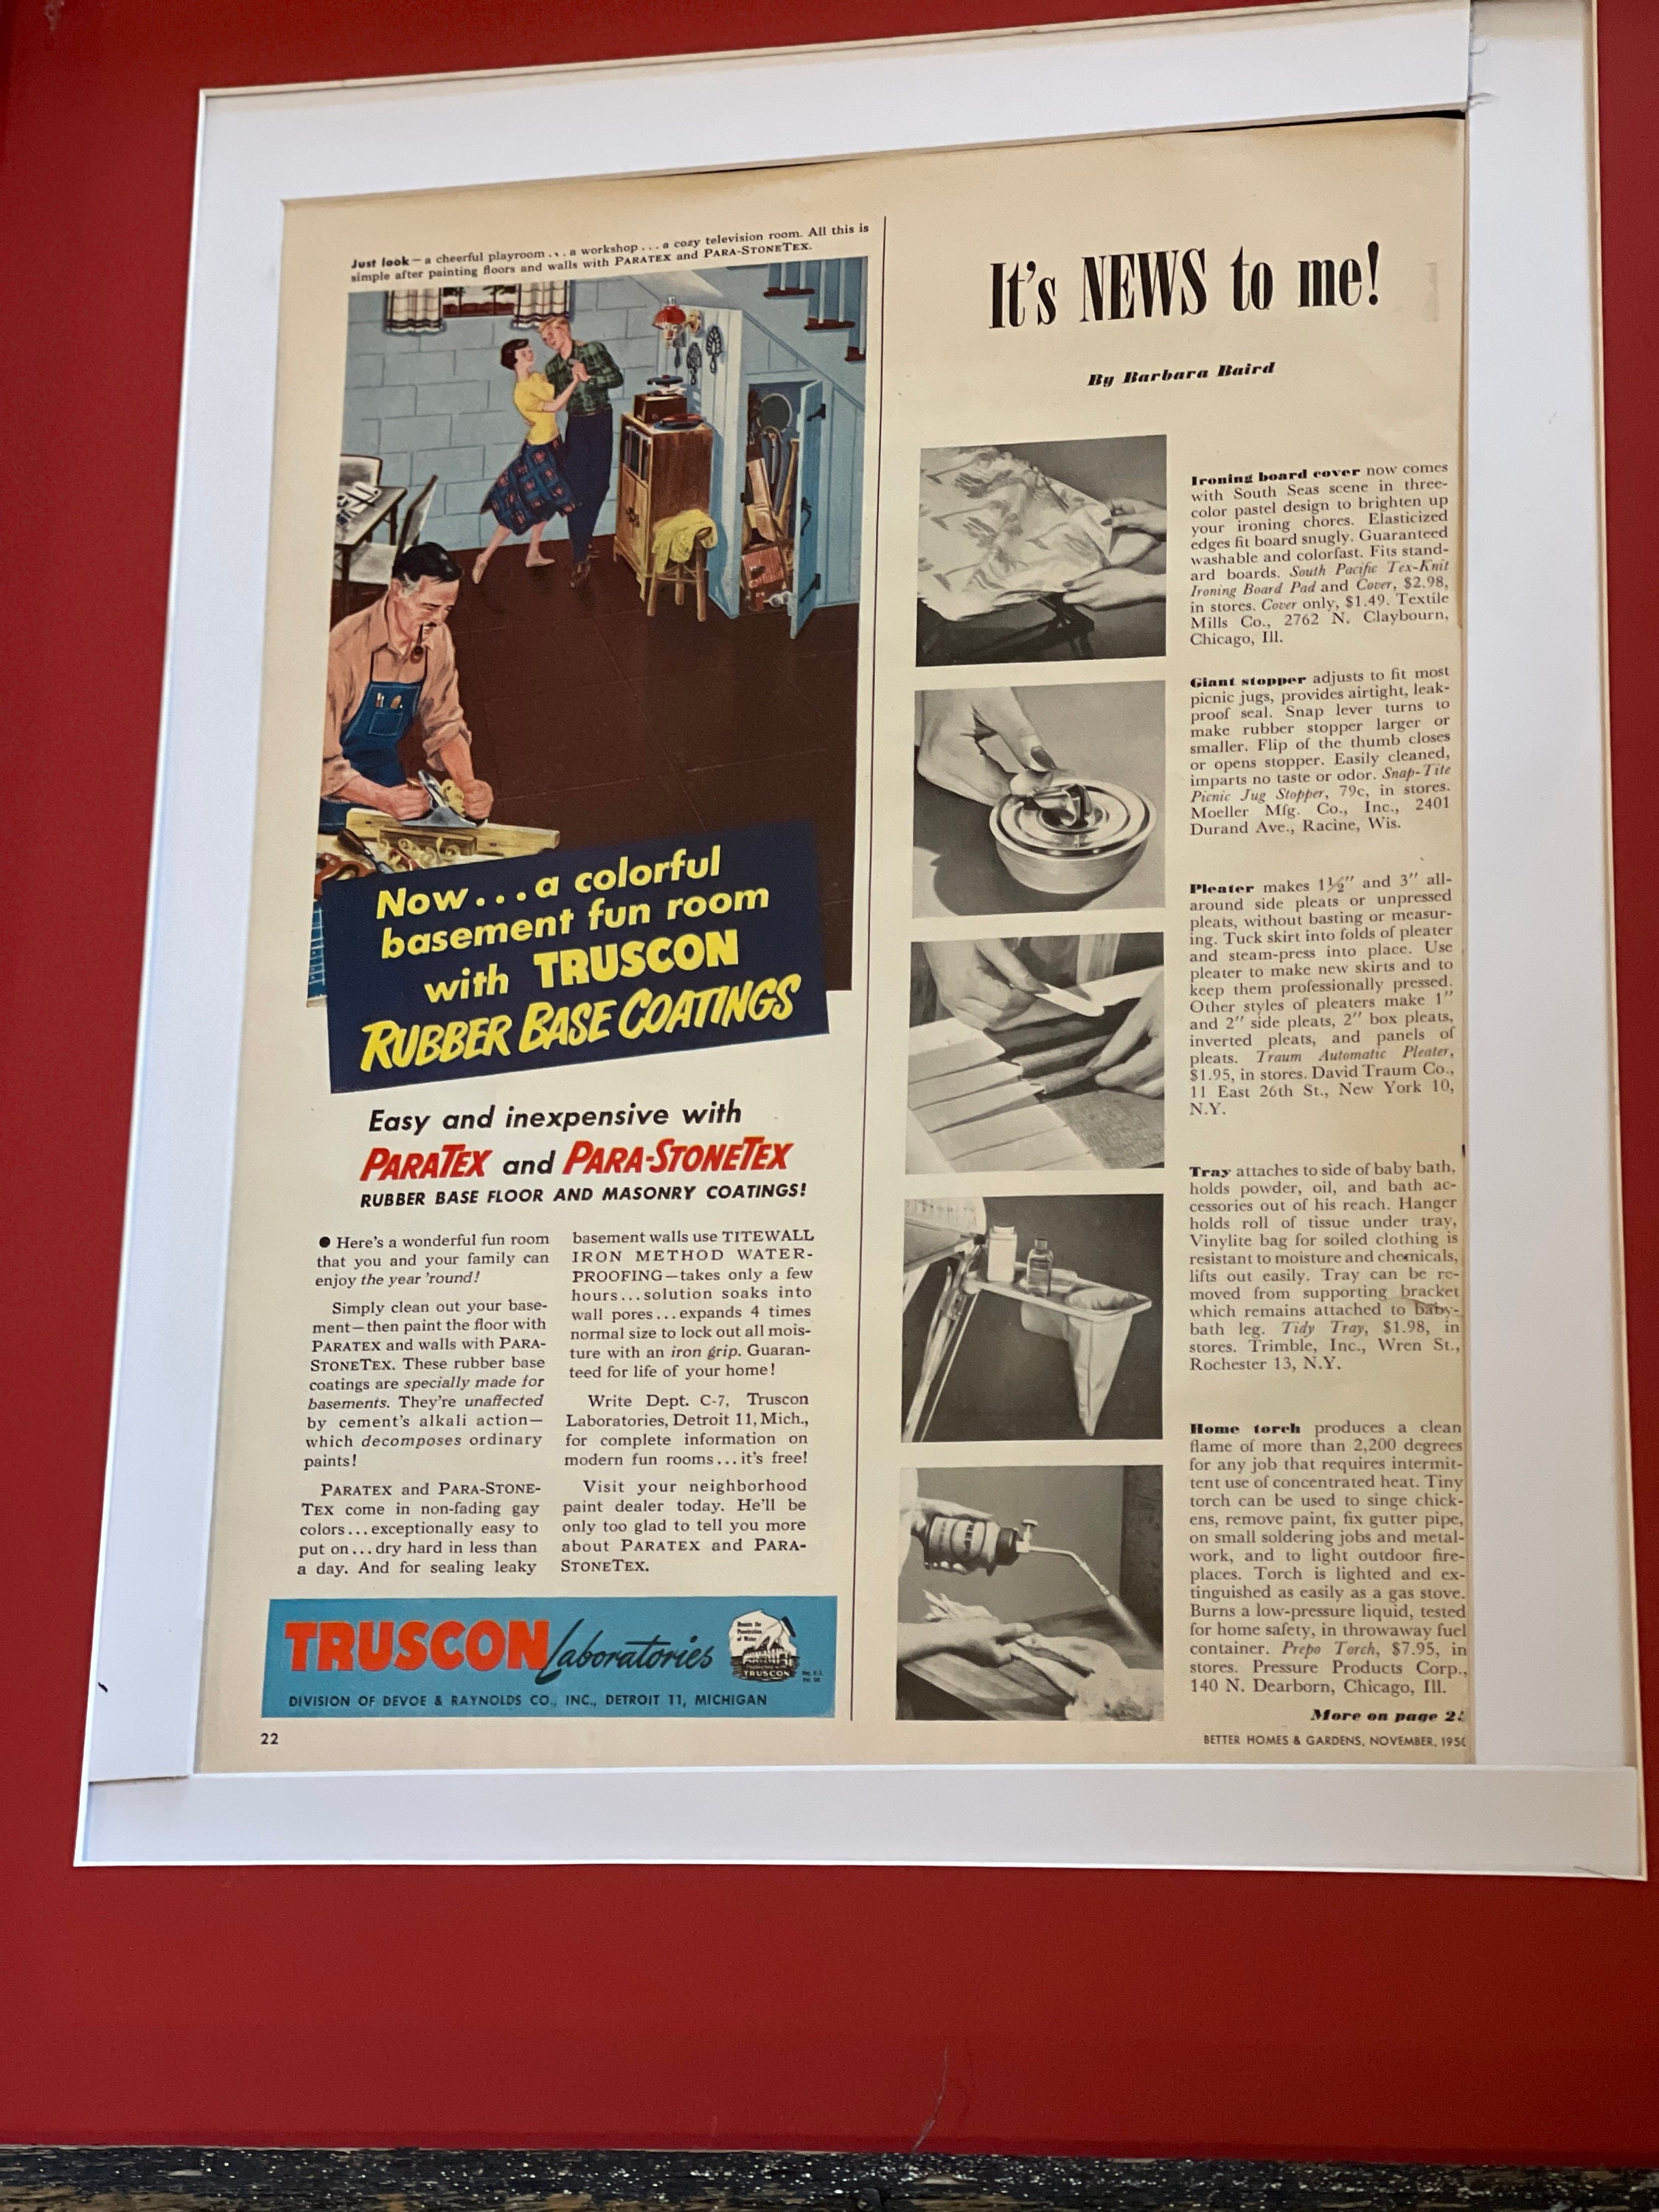 Just look—a cheerful playroom... a workshop... a cozy television room. All this is
simple after painting floors and walls with PARATEX and PARA-STONETEX.
Now...a colorful
basement fun room
with TRUSCON
RUBBER BASE COATINGS
Easy and inexpensive with
PARATEX and PARA-STONETEX
RUBBER BASE FLOOR AND MASONRY COATINGS!
● Here's a wonderful fun room
that you and your family can
enjoy the year 'round!
Simply clean out your base-
ment—then paint the floor with
PARATEX and walls with PARA-
STONETEX. These rubber base
coatings are specially made for
basements. They're unaffected
by cement's alkali action—
which decomposes ordinary
paints!
PARATEX and PARA-STONE-
TEX come in non-fading gay
colors...exceptionally easy to
put on...dry hard in less than
a day. And for sealing leaky
basement walls use TITEWALL
IRON METHOD WATER-
PROOFING—takes only a few
hours...solution soaks into
wall pores...expands 4 times
normal size to lock out all mois-
ture with an iron grip. Guaran-
teed for life of your home!
Write Dept. C-7, Truscon
Laboratories, Detroit 11, Mich.,
for complete information on
modern fun rooms...it's free!
Visit your neighborhood
paint dealer today. He'll be
only too glad to tell you more
about PARATEX and PARA-
STONETEX.
TRUSCON Laboratories
TRUSCON
DIVISION OF DEVOE & RAYNOLDS CO., INC., DETROIT 11, MICHIGAN
22
It's NEWS to me!
By Barbara Baird
Ironing board cover now comes
with South Seas scene in three-
color pastel design to brighten up
your ironing chores. Elasticized
edges fit board snugly. Guaranteed
washable and colorfast. Fits stand-
ard boards. South Pacific Tex-Knit
Ironing Board Pad and Cover, $2.98,
in stores. Cover only, $1.49. Textile
Mills Co., 2762 N. Claybourn,
Chicago, Ill.
Giant stopper adjusts to fit most
picnic jugs, provides airtight, leak-
proof seal. Snap lever turns to
make rubber stopper larger or
smaller. Flip of the thumb closes
or opens stopper. Easily cleaned,
imparts no taste or odor. Snap-Tite
Picnic Jug Stopper, 79c, in stores.
Moeller Mfg. Co., Inc., 2401
Durand Ave., Racine, Wis.
Pleater makes 1½" and 3" all-
around side pleats or unpressed
pleats, without basting or measur-
ing. Tuck skirt into folds of pleater
and steam-press into place. Use
pleater to make new skirts and to
keep them professionally pressed.
Other styles of pleaters make 1"
and 2" side pleats, 2" box pleats,
inverted pleats, and panels of
pleats. Traum Automatic Pleater,
$1.95, in stores. David Traum Co.,
11 East 26th St., New York 10,
N.Y.
Tray attaches to side of baby bath,
holds powder, oil, and bath ac-
cessories out of his reach. Hanger
holds roll of tissue under tray,
Vinylite bag for soiled clothing is
resistant to moisture and chemicals,
lifts out easily. Tray can be re-
moved from supporting bracket
which remains attached to baby-
bath leg. Tidy Tray, $1.98, in
stores. Trimble, Inc., Wren St.,
Rochester 13, N.Y.
Home torch produces a clean
flame of more than 2,200 degrees
for any job that requires intermit-
tent use of concentrated heat. Tiny
torch can be used to singe chick-
ens, remove paint, fix gutter pipe,
on small soldering jobs and metal-
work, and to light outdoor fire-
places. Torch is lighted and ex-
tinguished as easily as a gas stove.
Burns a low-pressure liquid, tested
for home safety, in throwaway fuel
container. Prepo Torch, $7.95, in
stores. Pressure Products Corp.,
140 N. Dearborn, Chicago, Ill.
More on page
BETTER HOMES & GARDENS, NOVEMBER, 1950